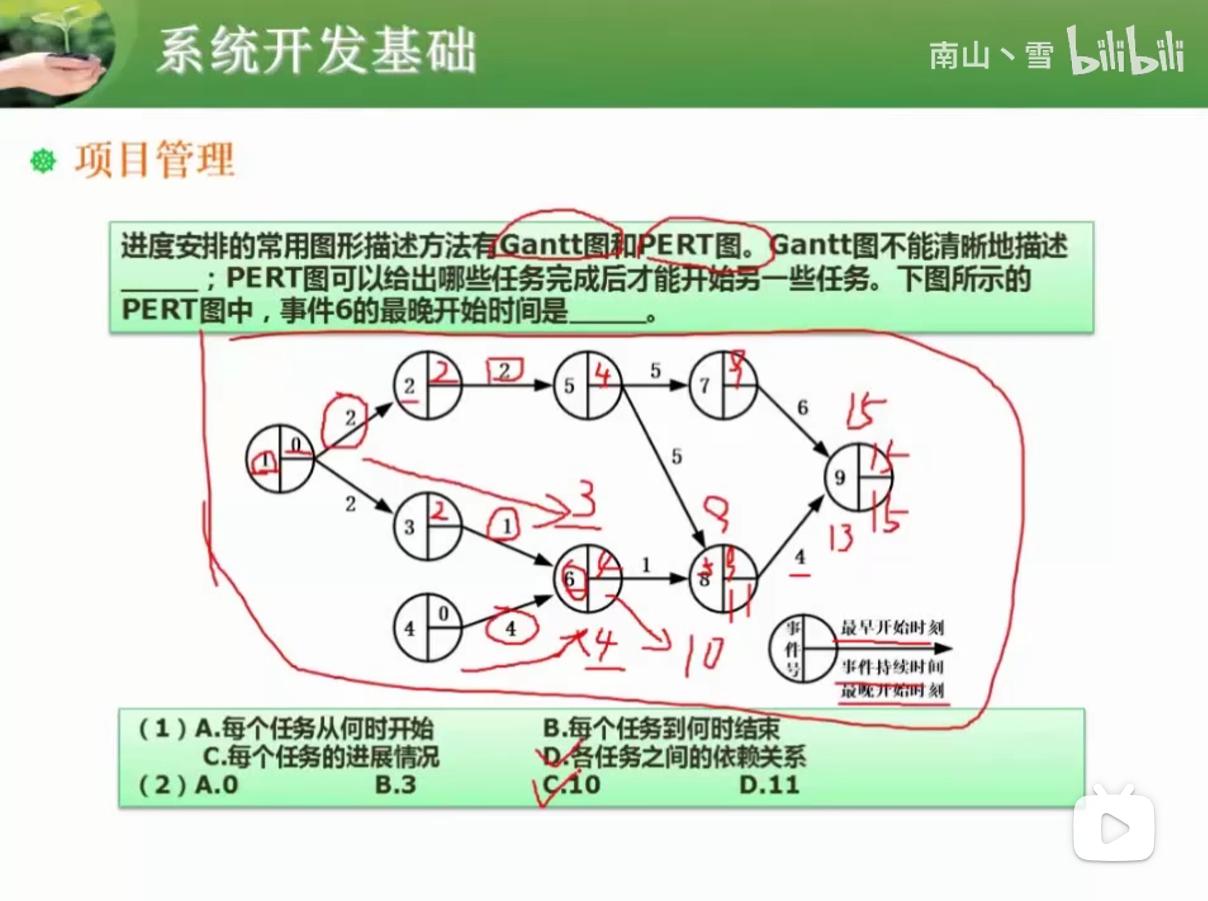 系统开发基础
南山丶雪 bilibili
项目管理
进度安排的常用图形描述方法有Gantt图和PERT图。Gantt图不能清晰地描述
______；PERT图可以给出哪些任务完成后才能开始另一些任务。下图所示的
PERT图中，事件6的最晚开始时间是______。
2 2 2 5 4 5 7 9 6 15
1 0 2 5 9 15 15
2 3 2 1 3 9 13
6 4 1 8 9 11 4
4 0 4 4 10
事件号 最早开始时刻
事件持续时间
最晚开始时刻
（1）A.每个任务从何时开始 B.每个任务到何时结束
C.每个任务的进展情况 D.各任务之间的依赖关系
（2）A.0 B.3 C.10 D.11